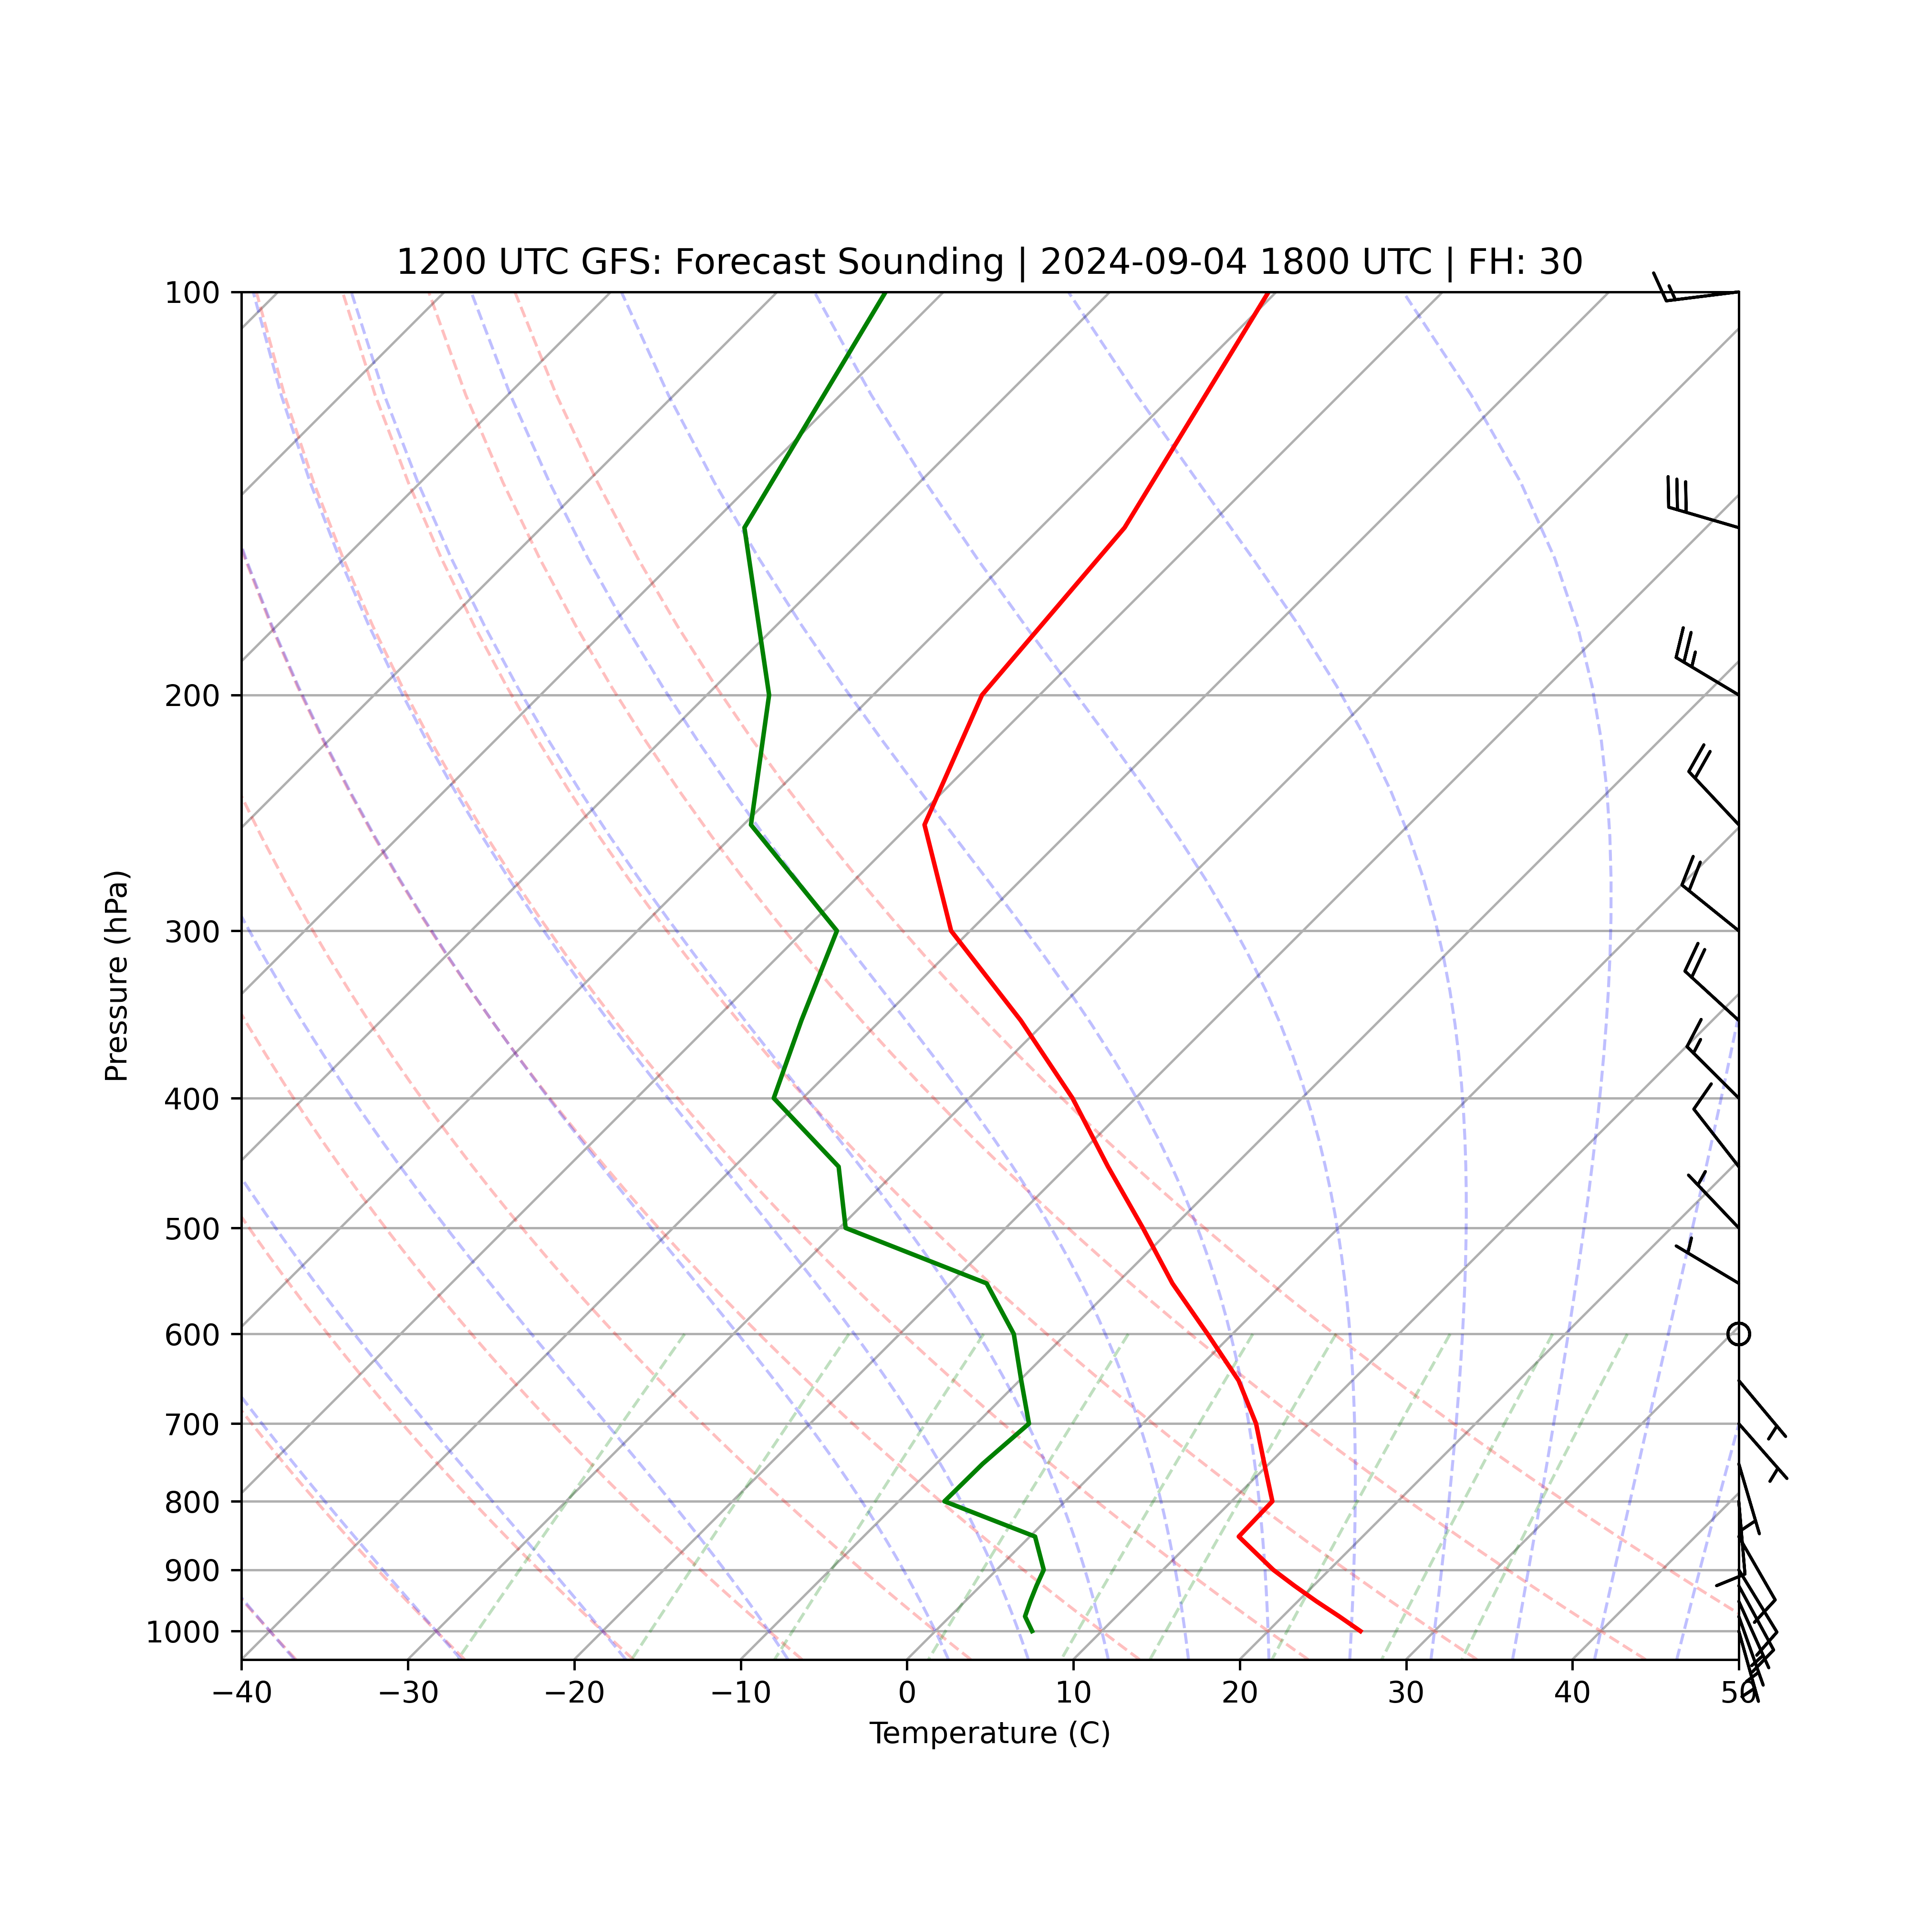 1200 UTC GFS: Forecast Sounding | 2024-09-04 1800 UTC | FH: 30
100
200
300
400
500
600
700
800
900
1000
Pressure (hPa)
−40 −30 −20 −10 0 10 20 30 40 50
Temperature (C)